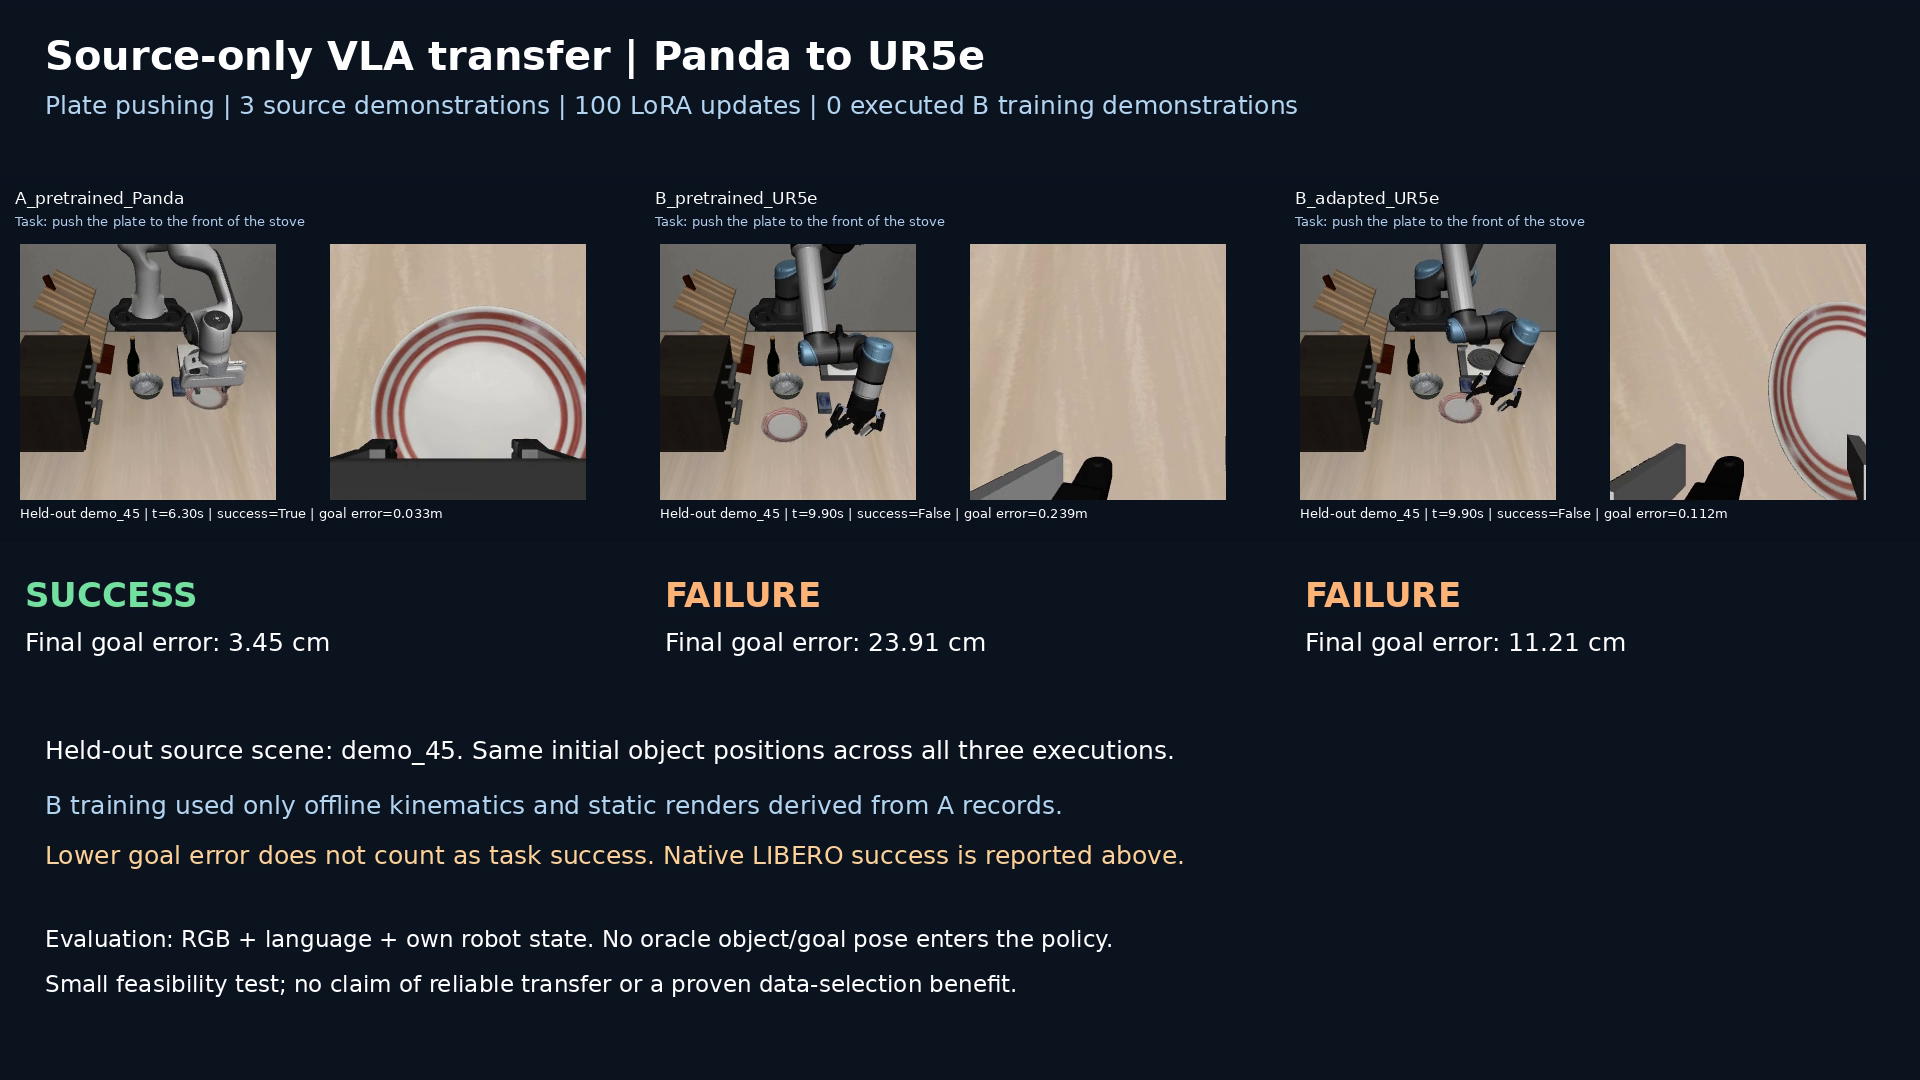 Source-only VLA transfer | Panda to UR5e
Plate pushing | 3 source demonstrations | 100 LoRA updates | 0 executed B training demonstrations
A_pretrained_Panda
Task: push the plate to the front of the stove
Held-out demo_45 | t=6.30s | success=True | goal error=0.033m
SUCCESS
Final goal error: 3.45 cm
B_pretrained_UR5e
Task: push the plate to the front of the stove
Held-out demo_45 | t=9.90s | success=False | goal error=0.239m
FAILURE
Final goal error: 23.91 cm
B_adapted_UR5e
Task: push the plate to the front of the stove
Held-out demo_45 | t=9.90s | success=False | goal error=0.112m
FAILURE
Final goal error: 11.21 cm
Held-out source scene: demo_45. Same initial object positions across all three executions.
B training used only offline kinematics and static renders derived from A records.
Lower goal error does not count as task success. Native LIBERO success is reported above.
Evaluation: RGB + language + own robot state. No oracle object/goal pose enters the policy.
Small feasibility test; no claim of reliable transfer or a proven data-selection benefit.